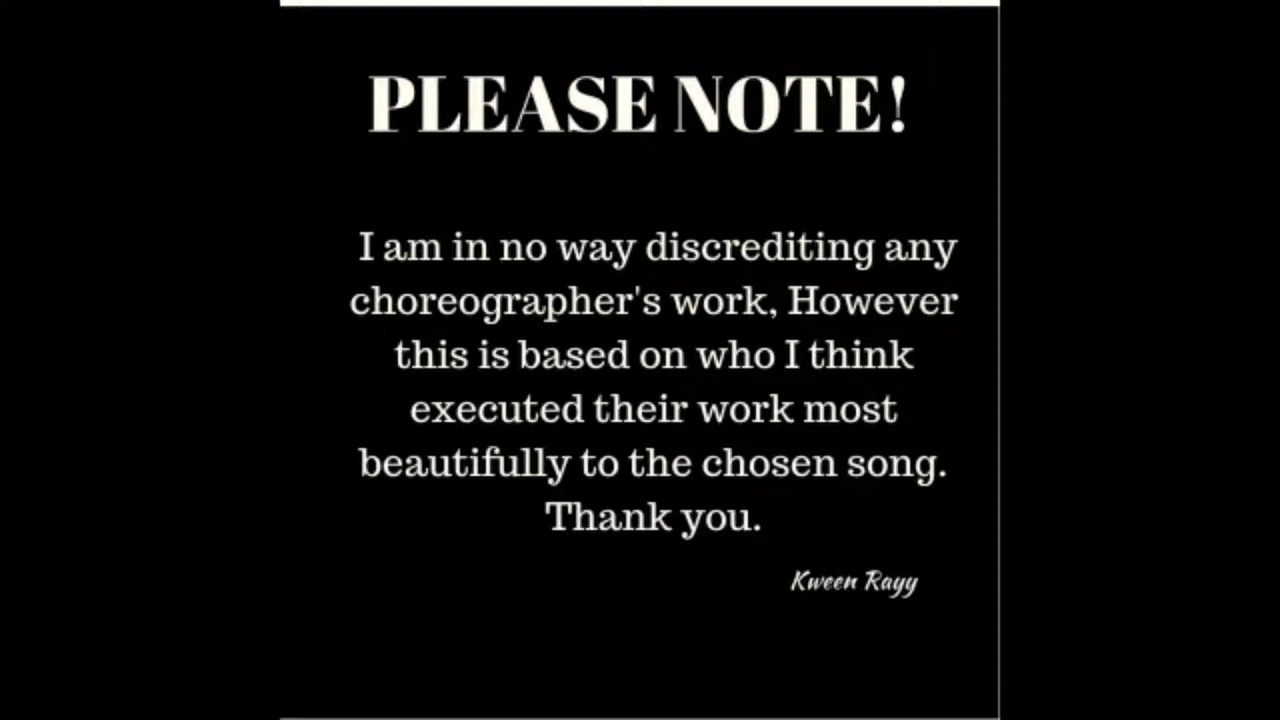 PLEASE NOTE!
I am in no way discrediting any
choreographer's work, However
this is based on who I think
executed their work most
beautifully to the chosen song.
Thank you.
Kween Rayy